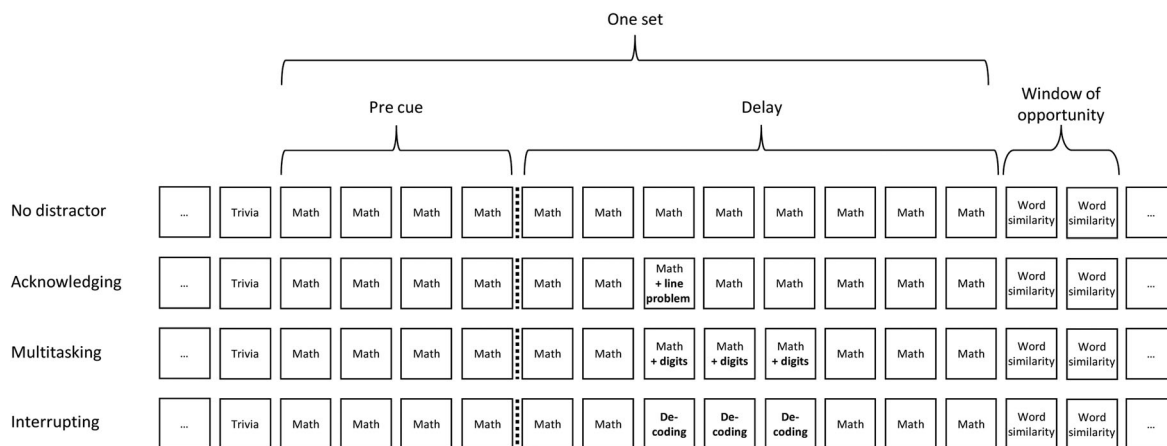 One set
Pre cue
Delay
Window of
opportunity
No distractor
...
Trivia
Math
Math
Math
Math
Math
Math
Math
Math
Math
Math
Math
Math
Word
similarity
Word
similarity
...
Acknowledging
...
Trivia
Math
Math
Math
Math
Math
Math
Math
+ line
problem
Math
Math
Math
Math
Math
Word
similarity
Word
similarity
...
Multitasking
...
Trivia
Math
Math
Math
Math
Math
Math
Math
+ digits
Math
+ digits
Math
+ digits
Math
Math
Math
Word
similarity
Word
similarity
...
Interrupting
...
Trivia
Math
Math
Math
Math
Math
Math
De-
coding
De-
coding
De-
coding
Math
Math
Math
Word
similarity
Word
similarity
...